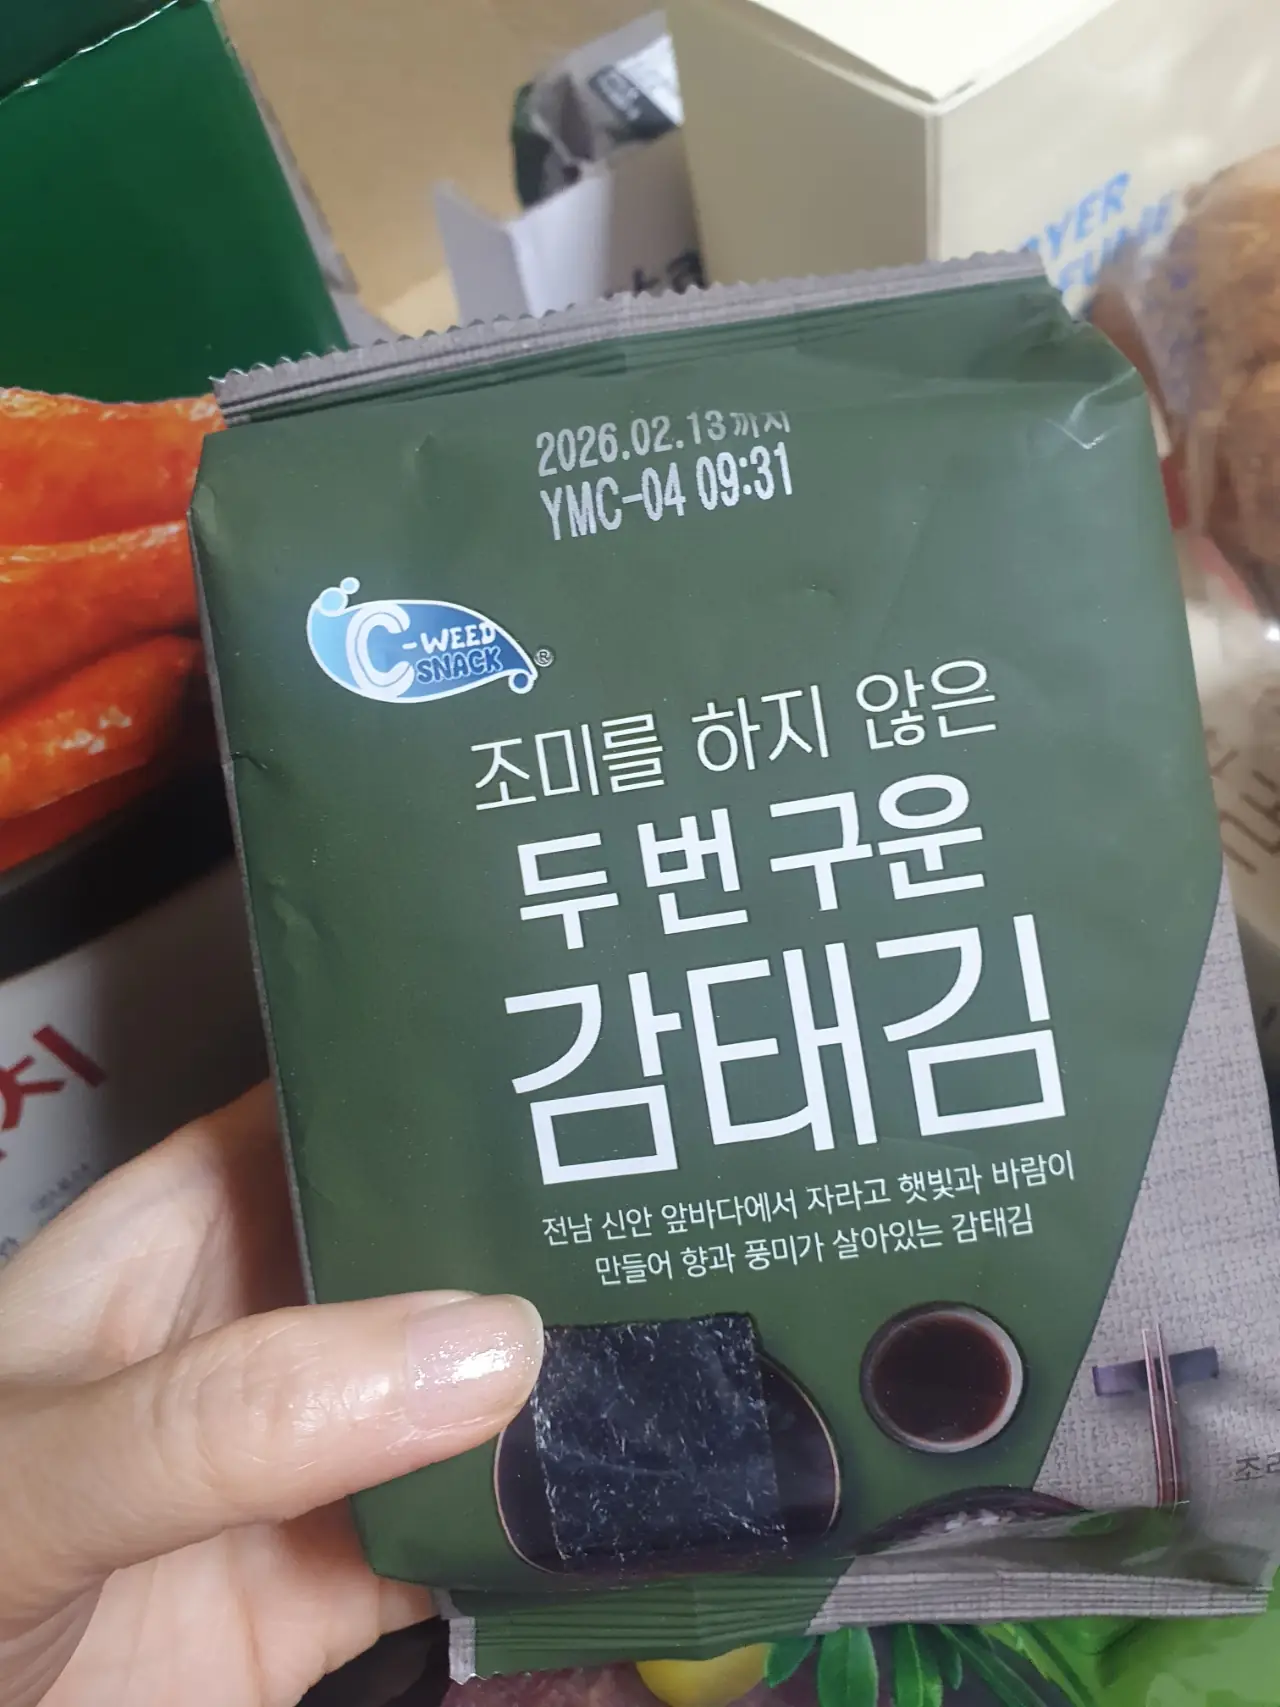 2026.02.13까지
YMC-04 09:31
C-WEED
SNACK
®
조미를 하지 않은
두 번 구운
감태김
전남 신안 앞바다에서 자라고 햇빛과 바람이
만들어 향과 풍미가 살아있는 감태김